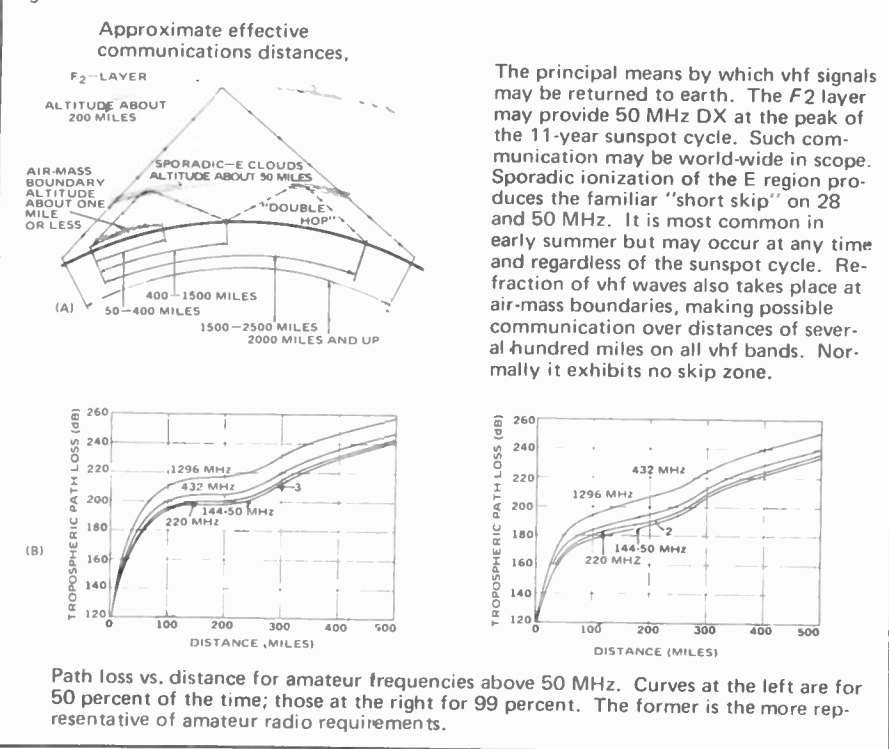 Approximate effective
communications distances,
F2–LAYER
ALTITUDE ABOUT
200 MILES
SPORADIC–E CLOUDS
ALTITUDE ABOUT 50 MILES
AIR-MASS
BOUNDARY
ALTITUDE
ABOUT ONE
MILE
OR LESS
"DOUBLE
HOP"
400–1500 MILES
(A)
50–400 MILES
1500–2500 MILES
2000 MILES AND UP
The principal means by which vhf signals
may be returned to earth. The F2 layer
may provide 50 MHz DX at the peak of
the 11-year sunspot cycle. Such com-
munication may be world-wide in scope.
Sporadic ionization of the E region pro-
duces the familiar "short skip" on 28
and 50 MHz. It is most common in
early summer but may occur at any time
and regardless of the sunspot cycle. Re-
fraction of vhf waves also takes place at
air-mass boundaries, making possible
communication over distances of sever-
al hundred miles on all vhf bands. Nor-
mally it exhibits no skip zone.
(B)
TROPOSPHERIC PATH LOSS (dB)
260
240
220
200
180
160
140
120
1296 MHz
432 MHz
3
144-50 MHz
220 MHz
0 100 200 300 400 500
DISTANCE (MILES)
TROPOSPHERIC PATH LOSS (dB)
260
240
220
200
180
160
140
120
432 MHz
1296 MHz
2
144-50 MHz
220 MHZ
0 100 200 300 400 500
DISTANCE (MILES)
Path loss vs. distance for amateur frequencies above 50 MHz. Curves at the left are for
50 percent of the time; those at the right for 99 percent. The former is the more rep-
resentative of amateur radio requirements.